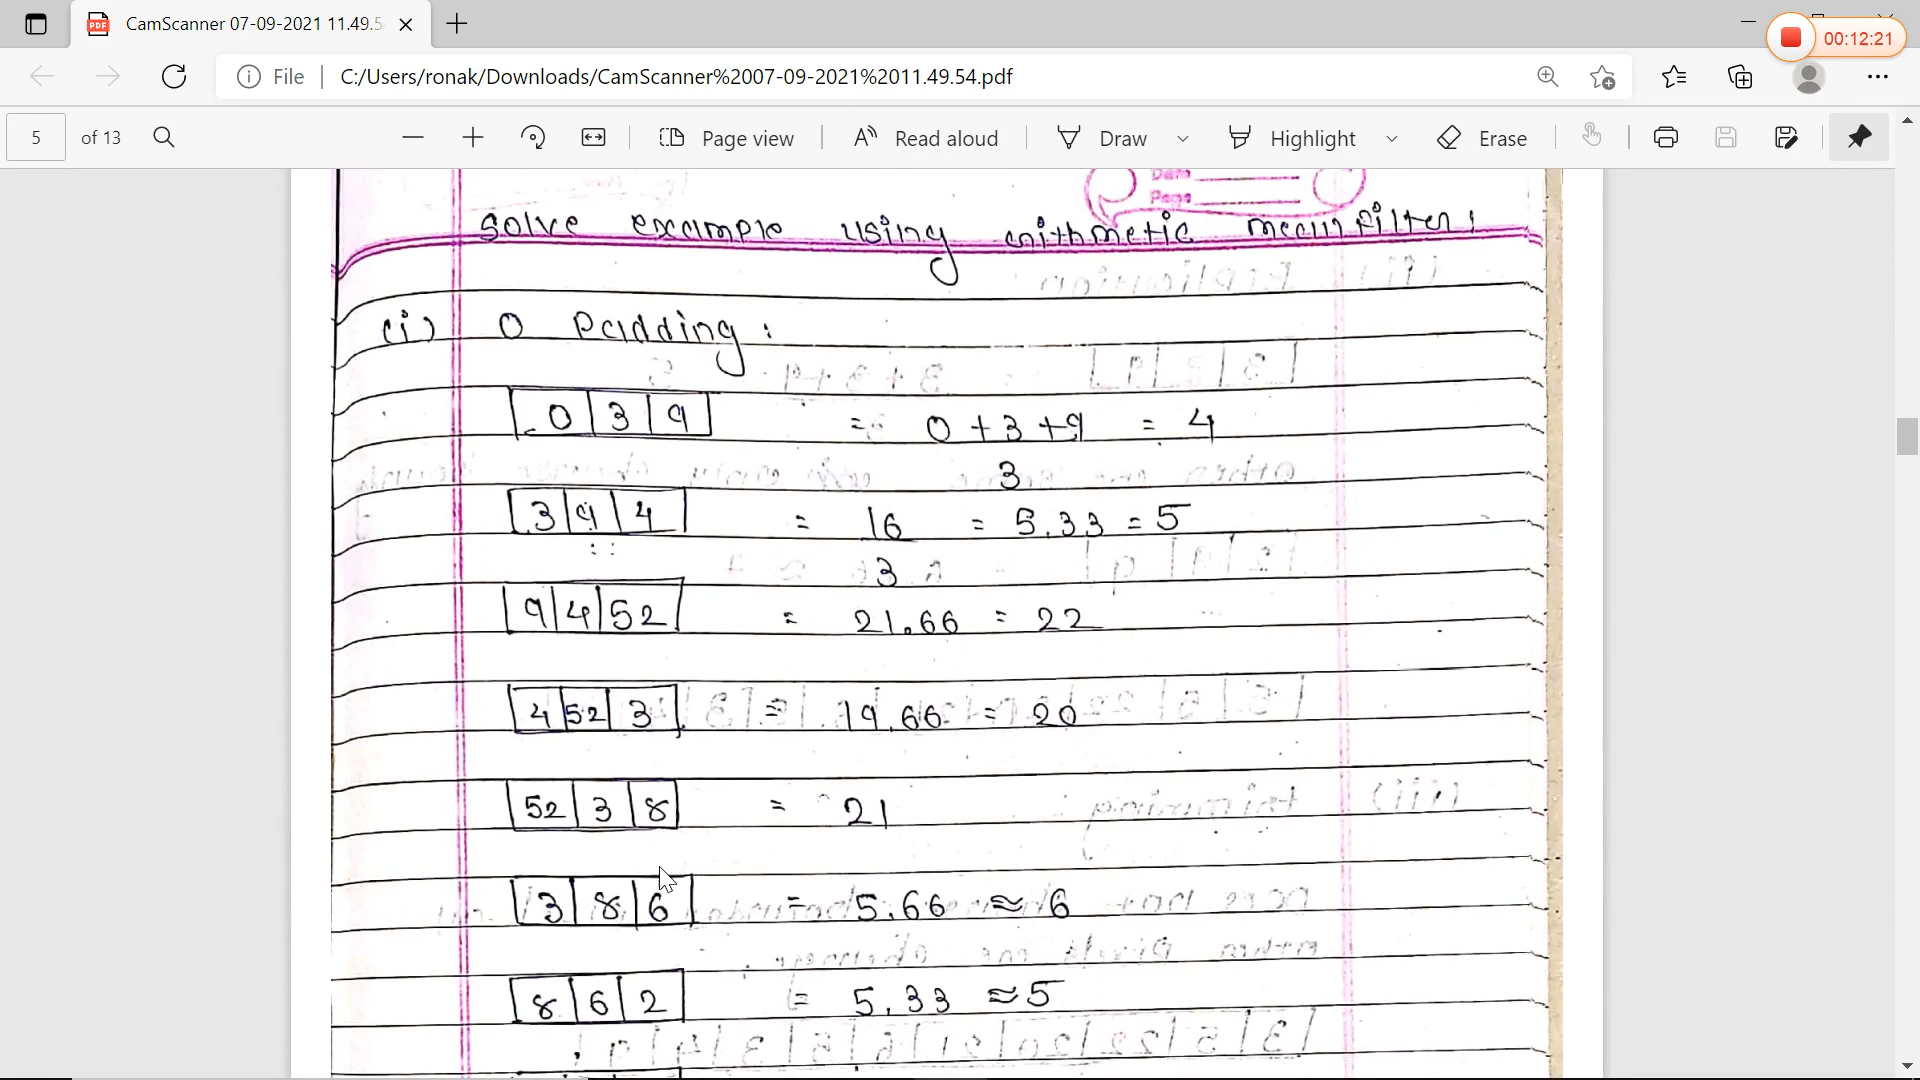 CamScanner 07-09-2021 11.49.5
00:12:21
File C:/Users/ronak/Downloads/CamScanner%2007-09-2021%2011.49.54.pdf
5 of 13 Page view Read aloud Draw Highlight Erase
Date
Page
solve example using arithmetic mean filter:
(i) 0 Padding:
0 3 9 = 0+3+9 = 4
3
3 9 4 = 16 = 5.33 = 5
3
9 4 52 = 21.66 = 22
4 52 3 = 19.66 = 20
52 3 8 = 21
3 8 6 = 5.66 ≈ 6
8 6 2 = 5.33 ≈ 5